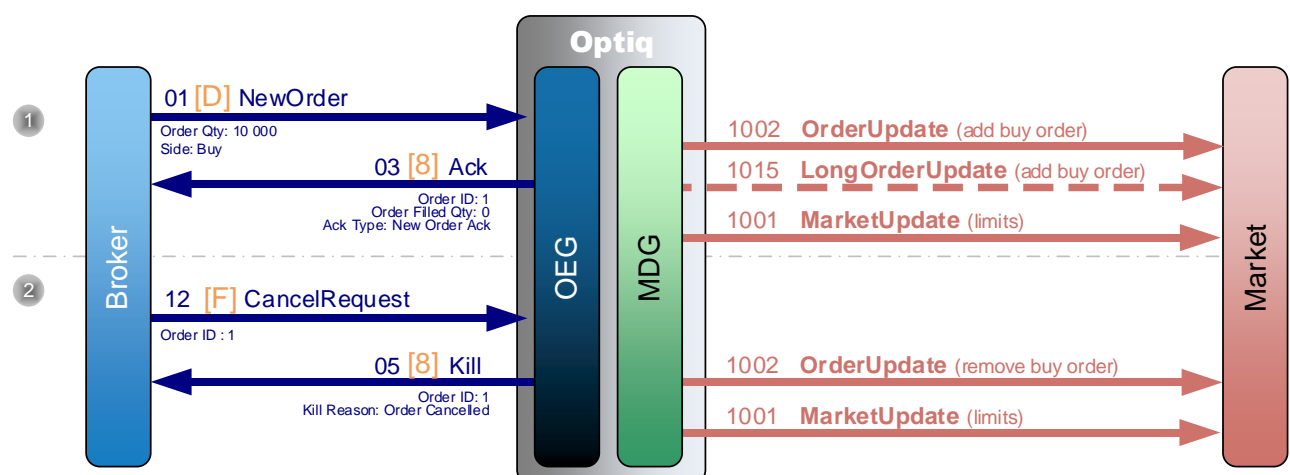 Optiq
1
01 [D] NewOrder
Order Qty: 10 000
Side: Buy
03 [8] Ack
Order ID: 1
Order Filled Qty: 0
Ack Type: New Order Ack
1002 OrderUpdate (add buy order)
1015 LongOrderUpdate (add buy order)
1001 MarketUpdate (limits)
Broker
OEG
MDG
Market
2
12 [F] CancelRequest
Order ID : 1
05 [8] Kill
Order ID: 1
Kill Reason: Order Cancelled
1002 OrderUpdate (remove buy order)
1001 MarketUpdate (limits)